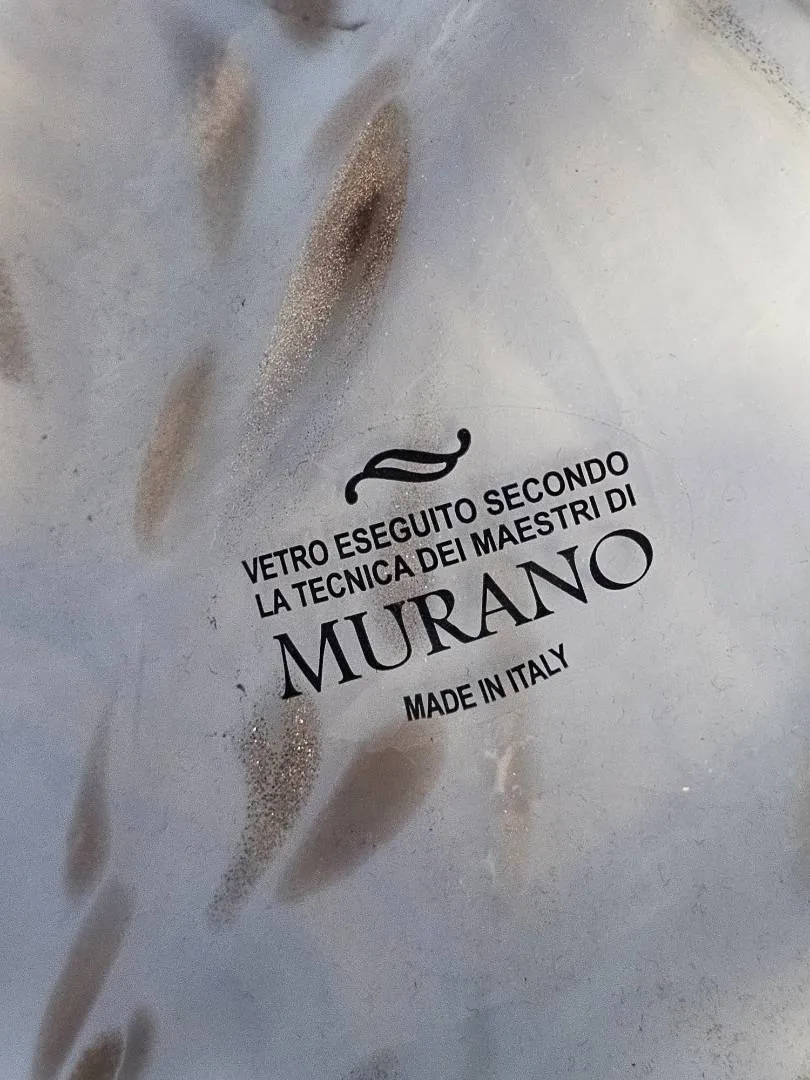 VETRO ESEGUITO SECONDO
LA TECNICA DEI MAESTRI DI
MURANO
MADE IN ITALY